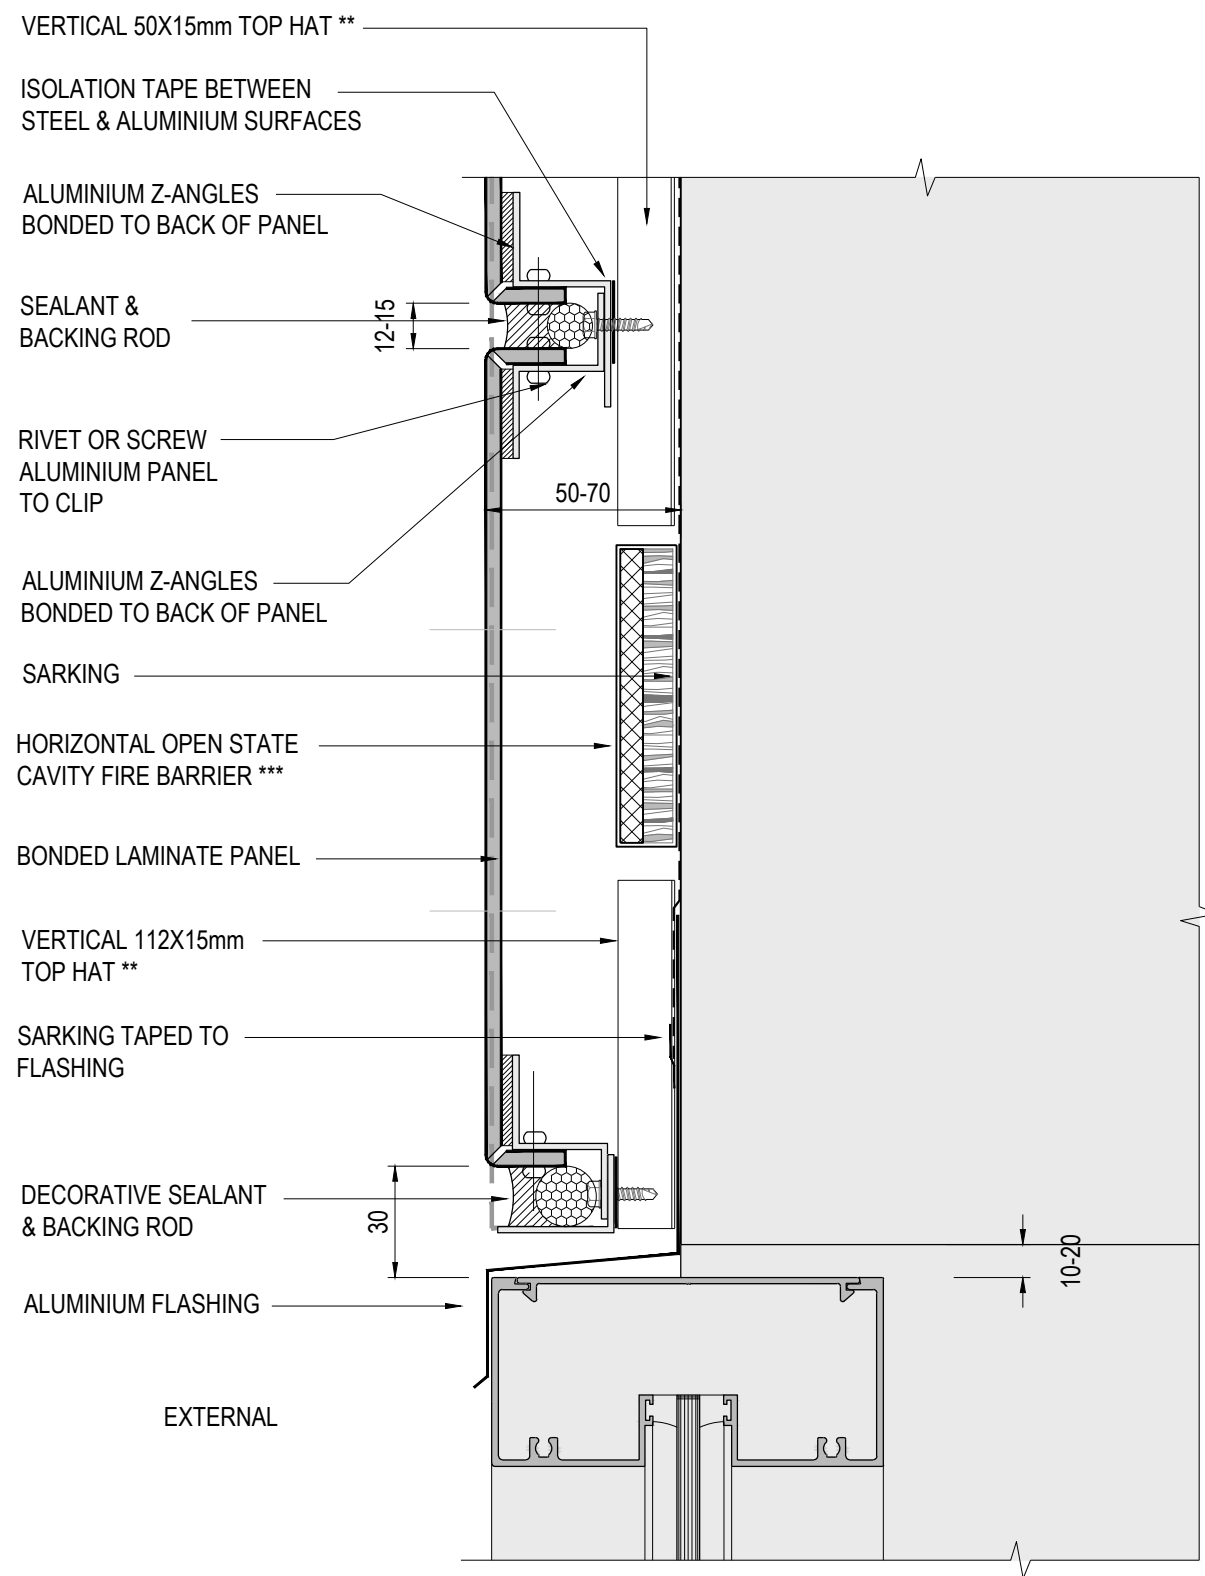 VERTICAL 50X15mm TOP HAT **
ISOLATION TAPE BETWEEN
STEEL & ALUMINIUM SURFACES
ALUMINIUM Z-ANGLES
BONDED TO BACK OF PANEL
SEALANT &
BACKING ROD
12-15
RIVET OR SCREW
ALUMINIUM PANEL
TO CLIP
50-70
ALUMINIUM Z-ANGLES
BONDED TO BACK OF PANEL
SARKING
HORIZONTAL OPEN STATE
CAVITY FIRE BARRIER ***
BONDED LAMINATE PANEL
VERTICAL 112X15mm
TOP HAT **
SARKING TAPED TO
FLASHING
DECORATIVE SEALANT
& BACKING ROD
30
10-20
ALUMINIUM FLASHING
EXTERNAL